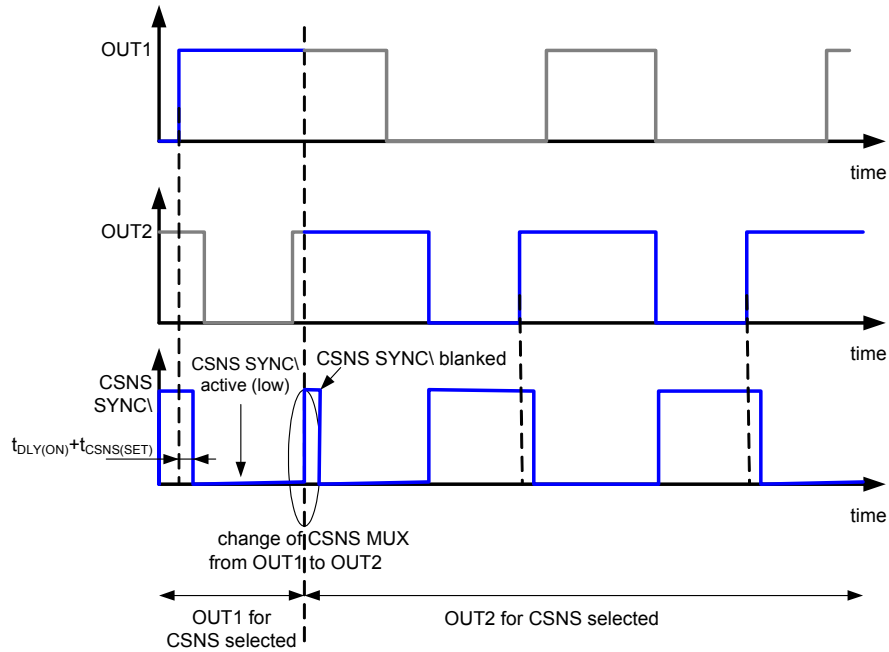 OUT1
time
OUT2
time
CSNS SYNC\
active (low)
CSNS SYNC\ blanked
CSNS
SYNC\
tDLY(ON)+tCSNS(SET)
time
change of CSNS MUX
from OUT1 to OUT2
OUT1 for
CSNS selected
OUT2 for CSNS selected